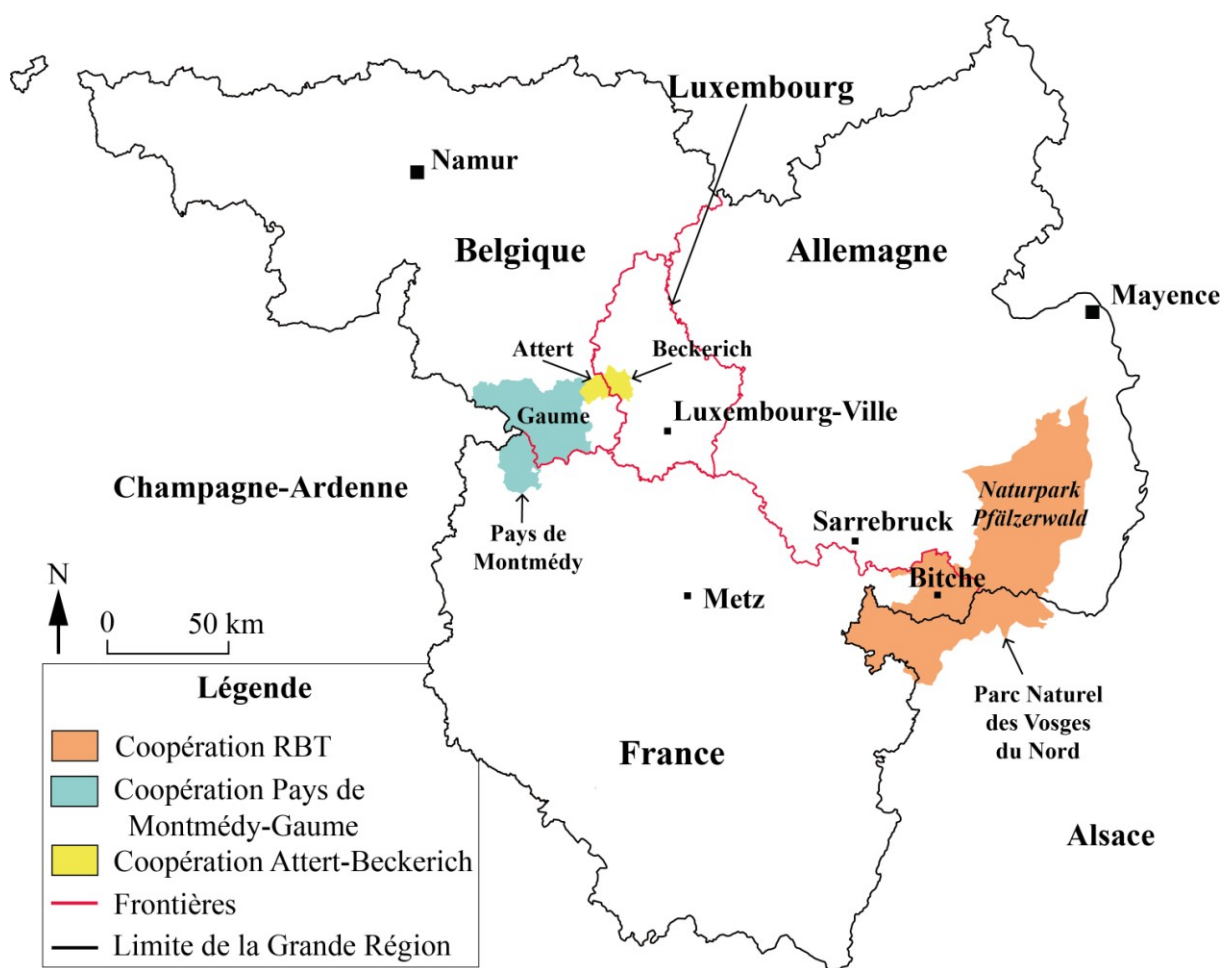 Luxembourg
Namur
Belgique
Allemagne
Mayence
Attert
Beckerich
Gaume
Luxembourg-Ville
Champagne-Ardenne
Naturpark
Pfälzerwald
Pays de
Montmédy
Sarrebruck
Bitche
Metz
N
0 50 km
Parc Naturel
des Vosges
du Nord
France
Alsace
Légende
Coopération RBT
Coopération Pays de
Montmédy-Gaume
Coopération Attert-Beckerich
Frontières
Limite de la Grande Région